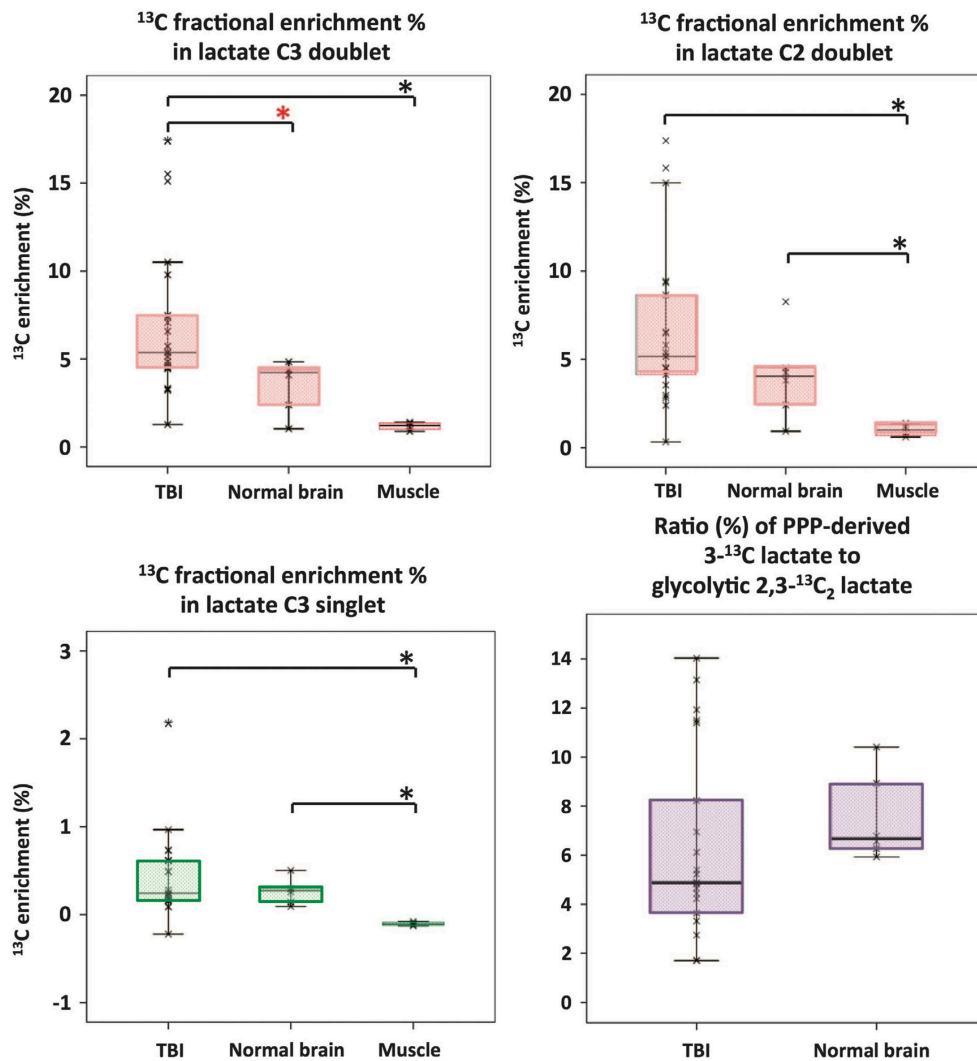 ¹³C fractional enrichment %
in lactate C3 doublet
¹³C enrichment (%)
20
15
10
5
0
*
*
TBI
Normal brain
Muscle
¹³C fractional enrichment %
in lactate C2 doublet
¹³C enrichment (%)
20
15
10
5
0
*
*
TBI
Normal brain
Muscle
¹³C fractional enrichment %
in lactate C3 singlet
¹³C enrichment (%)
3
2
1
0
-1
*
*
TBI
Normal brain
Muscle
Ratio (%) of PPP-derived
3-¹³C lactate to
glycolytic 2,3-¹³C₂ lactate
14
12
10
8
6
4
2
0
TBI
Normal brain